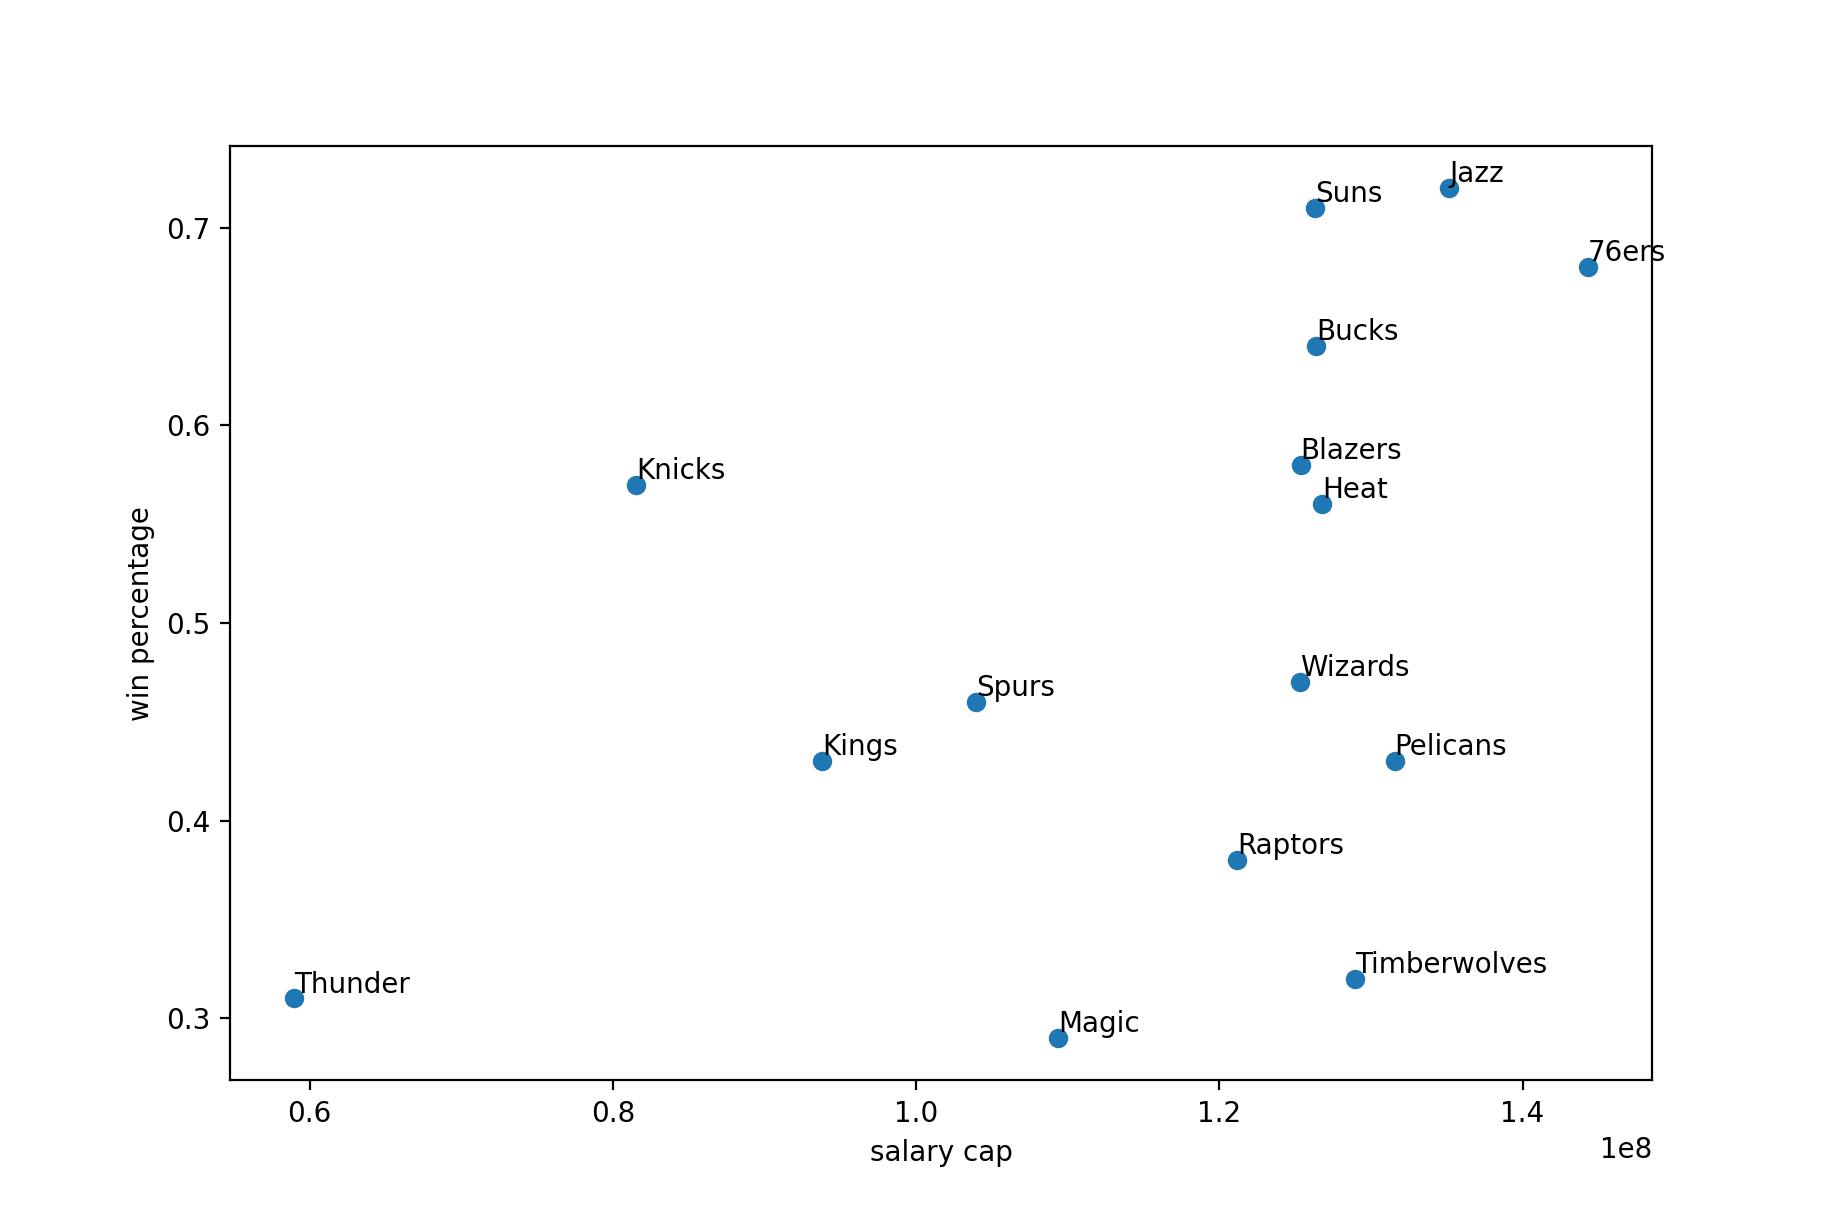 Jazz
Suns
0.7
76ers
Bucks
0.6
Blazers
Knicks
Heat
win percentage
0.5
Wizards
Spurs
Kings
Pelicans
0.4
Raptors
Timberwolves
Thunder
0.3
Magic
0.6 0.8 1.0 1.2 1.4
salary cap
1e8